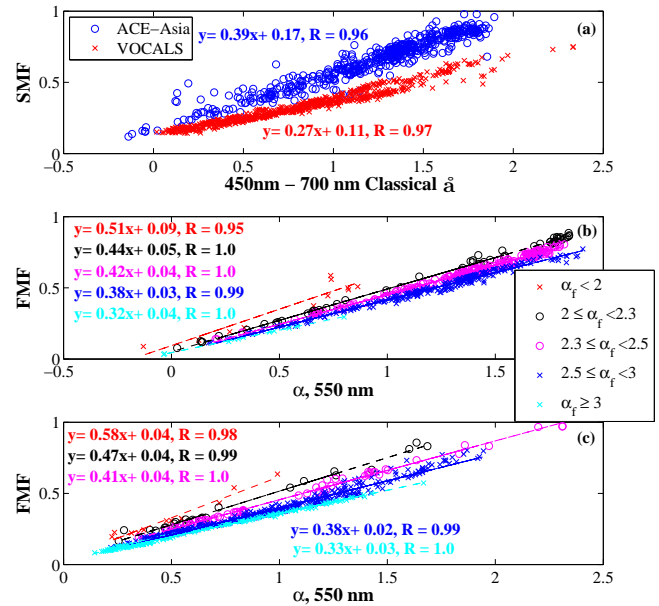 ACE−Asia
VOCALS
y= 0.39x+ 0.17, R = 0.96
(a)
y= 0.27x+ 0.11, R = 0.97
SMF
1
0.5
0
−0.5 0 0.5 1 1.5 2 2.5
450nm − 700 nm Classical å
y= 0.51x+ 0.09, R = 0.95
y= 0.44x+ 0.05, R = 1.0
y= 0.42x+ 0.04, R = 1.0
y= 0.38x+ 0.03, R = 0.99
y= 0.32x+ 0.04, R = 1.0
(b)
FMF
1
0.5
0
−0.5 0 0.5 1 1.5
α, 550 nm
α_f < 2
2 ≤ α_f <2.3
2.3 ≤ α_f <2.5
2.5 ≤ α_f <3
α_f ≥ 3
y= 0.58x+ 0.04, R = 0.98
y= 0.47x+ 0.04, R = 0.99
y= 0.41x+ 0.04, R = 1.0
(c)
y= 0.38x+ 0.02, R = 0.99
y= 0.33x+ 0.03, R = 1.0
FMF
1
0.5
0
0 0.5 1 1.5 2 2.5
α, 550 nm